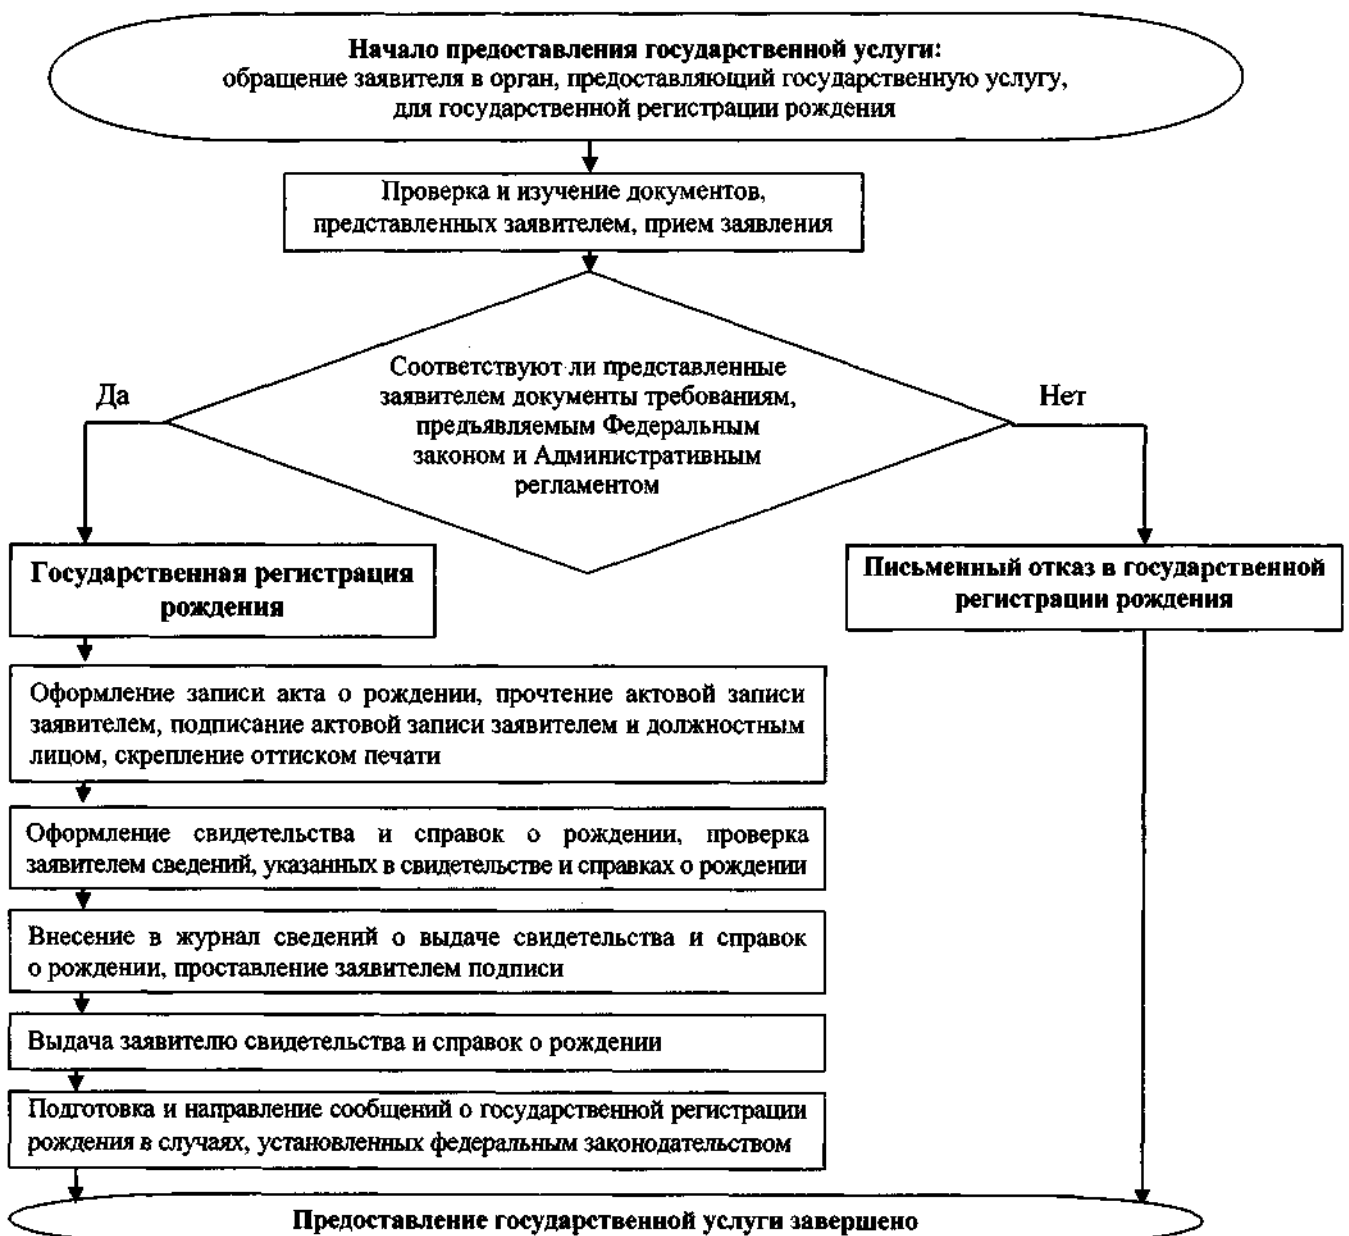 Начало предоставления государственной услуги:
обращение заявителя в орган, предоставляющий государственную услугу,
для государственной регистрации рождения
Проверка и изучение документов,
представленных заявителем, прием заявления
Соответствуют ли представленные
заявителем документы требованиям,
предъявляемым Федеральным
законом и Административным
регламентом
Да
Нет
Государственная регистрация
рождения
Письменный отказ в государственной
регистрации рождения
Оформление записи акта о рождении, прочтение актовой записи
заявителем, подписание актовой записи заявителем и должностным
лицом, скрепление оттиском печати
Оформление свидетельства и справок о рождении, проверка
заявителем сведений, указанных в свидетельстве и справках о рождении
Внесение в журнал сведений о выдаче свидетельства и справок
о рождении, проставление заявителем подписи
Выдача заявителю свидетельства и справок о рождении
Подготовка и направление сообщений о государственной регистрации
рождения в случаях, установленных федеральным законодательством
Предоставление государственной услуги завершено